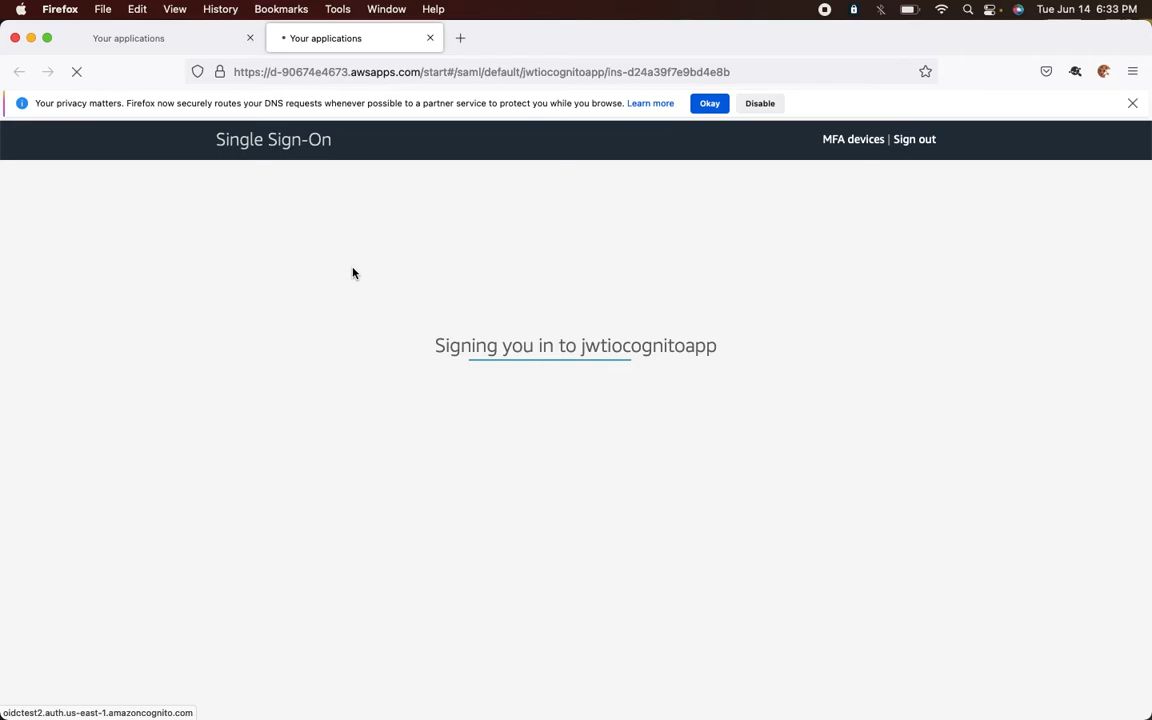 Firefox File Edit View History Bookmarks Tools Window Help Tue Jun 14 6:33 PM
Your applications Your applications
https://d-90674e4673.awsapps.com/start#/saml/default/jwtiocognitoapp/ins-d24a39f7e9bd4e8b
Your privacy matters. Firefox now securely routes your DNS requests whenever possible to a partner service to protect you while you browse. Learn more Okay Disable
Single Sign-On MFA devices | Sign out
Signing you in to jwtiocognitoapp
oidctest2.auth.us-east-1.amazoncognito.com